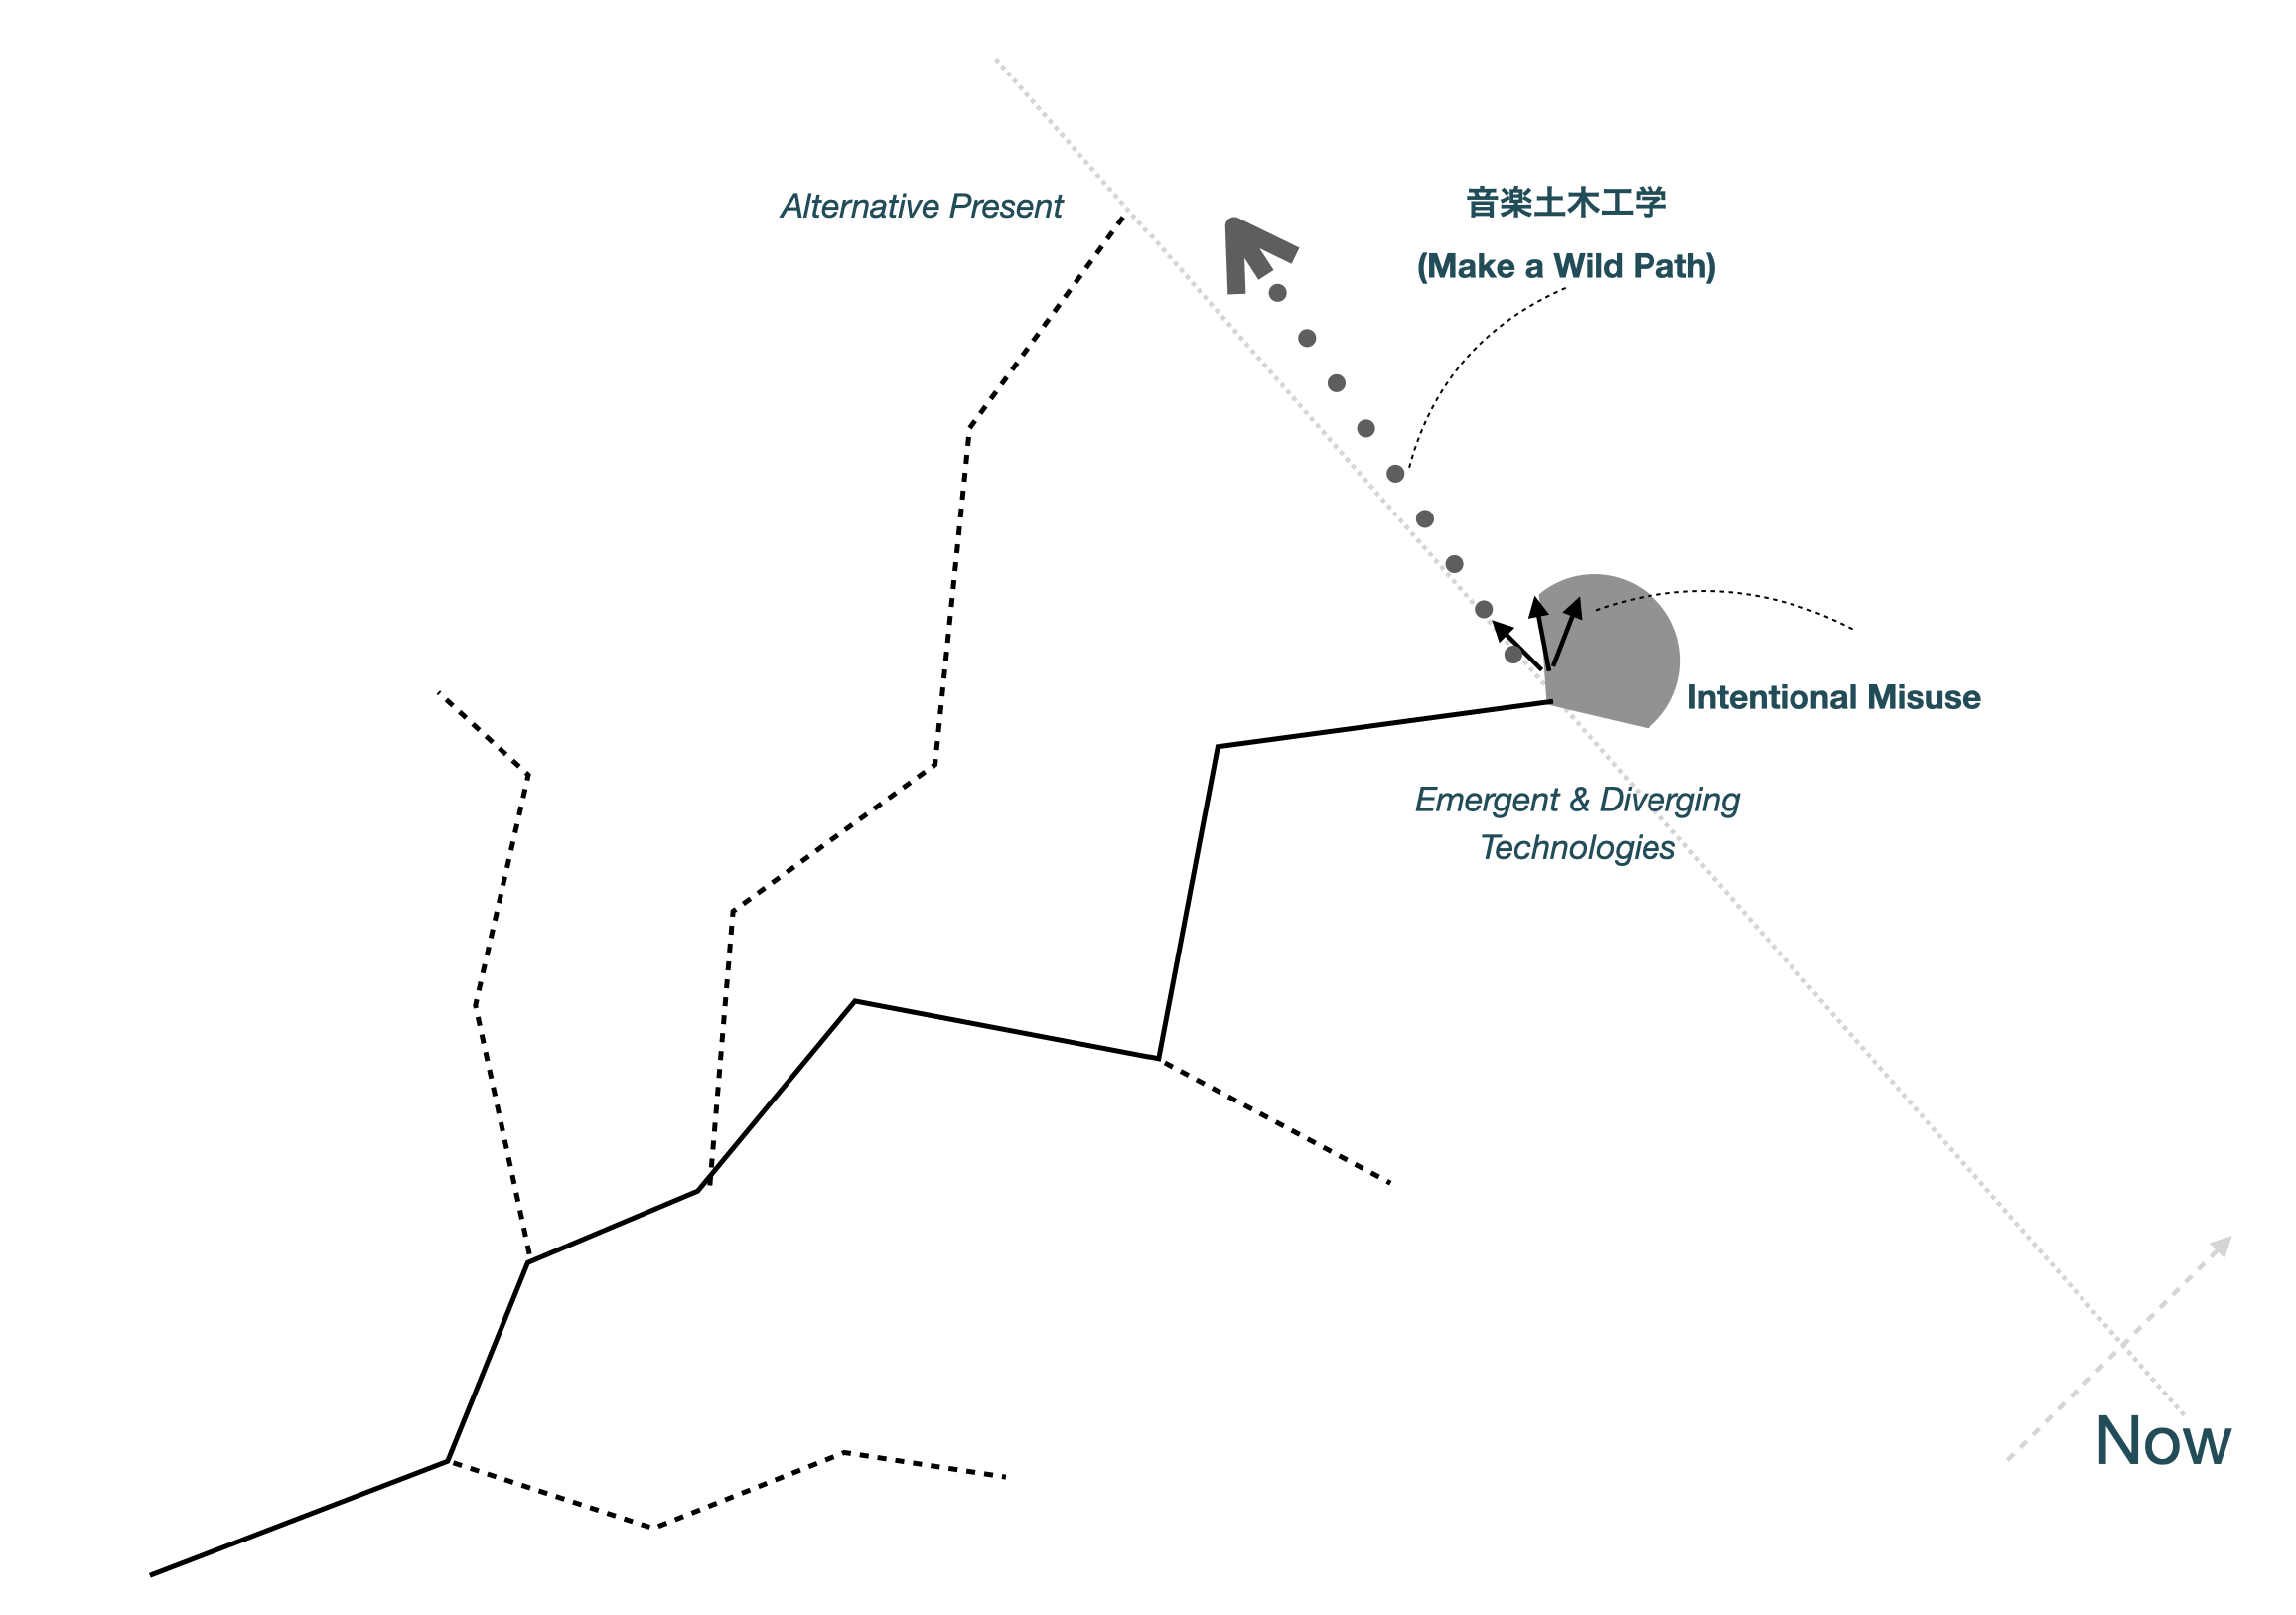 Alternative Present
音楽土木工学
(Make a Wild Path)
Intentional Misuse
Emergent & Diverging
Technologies
Now